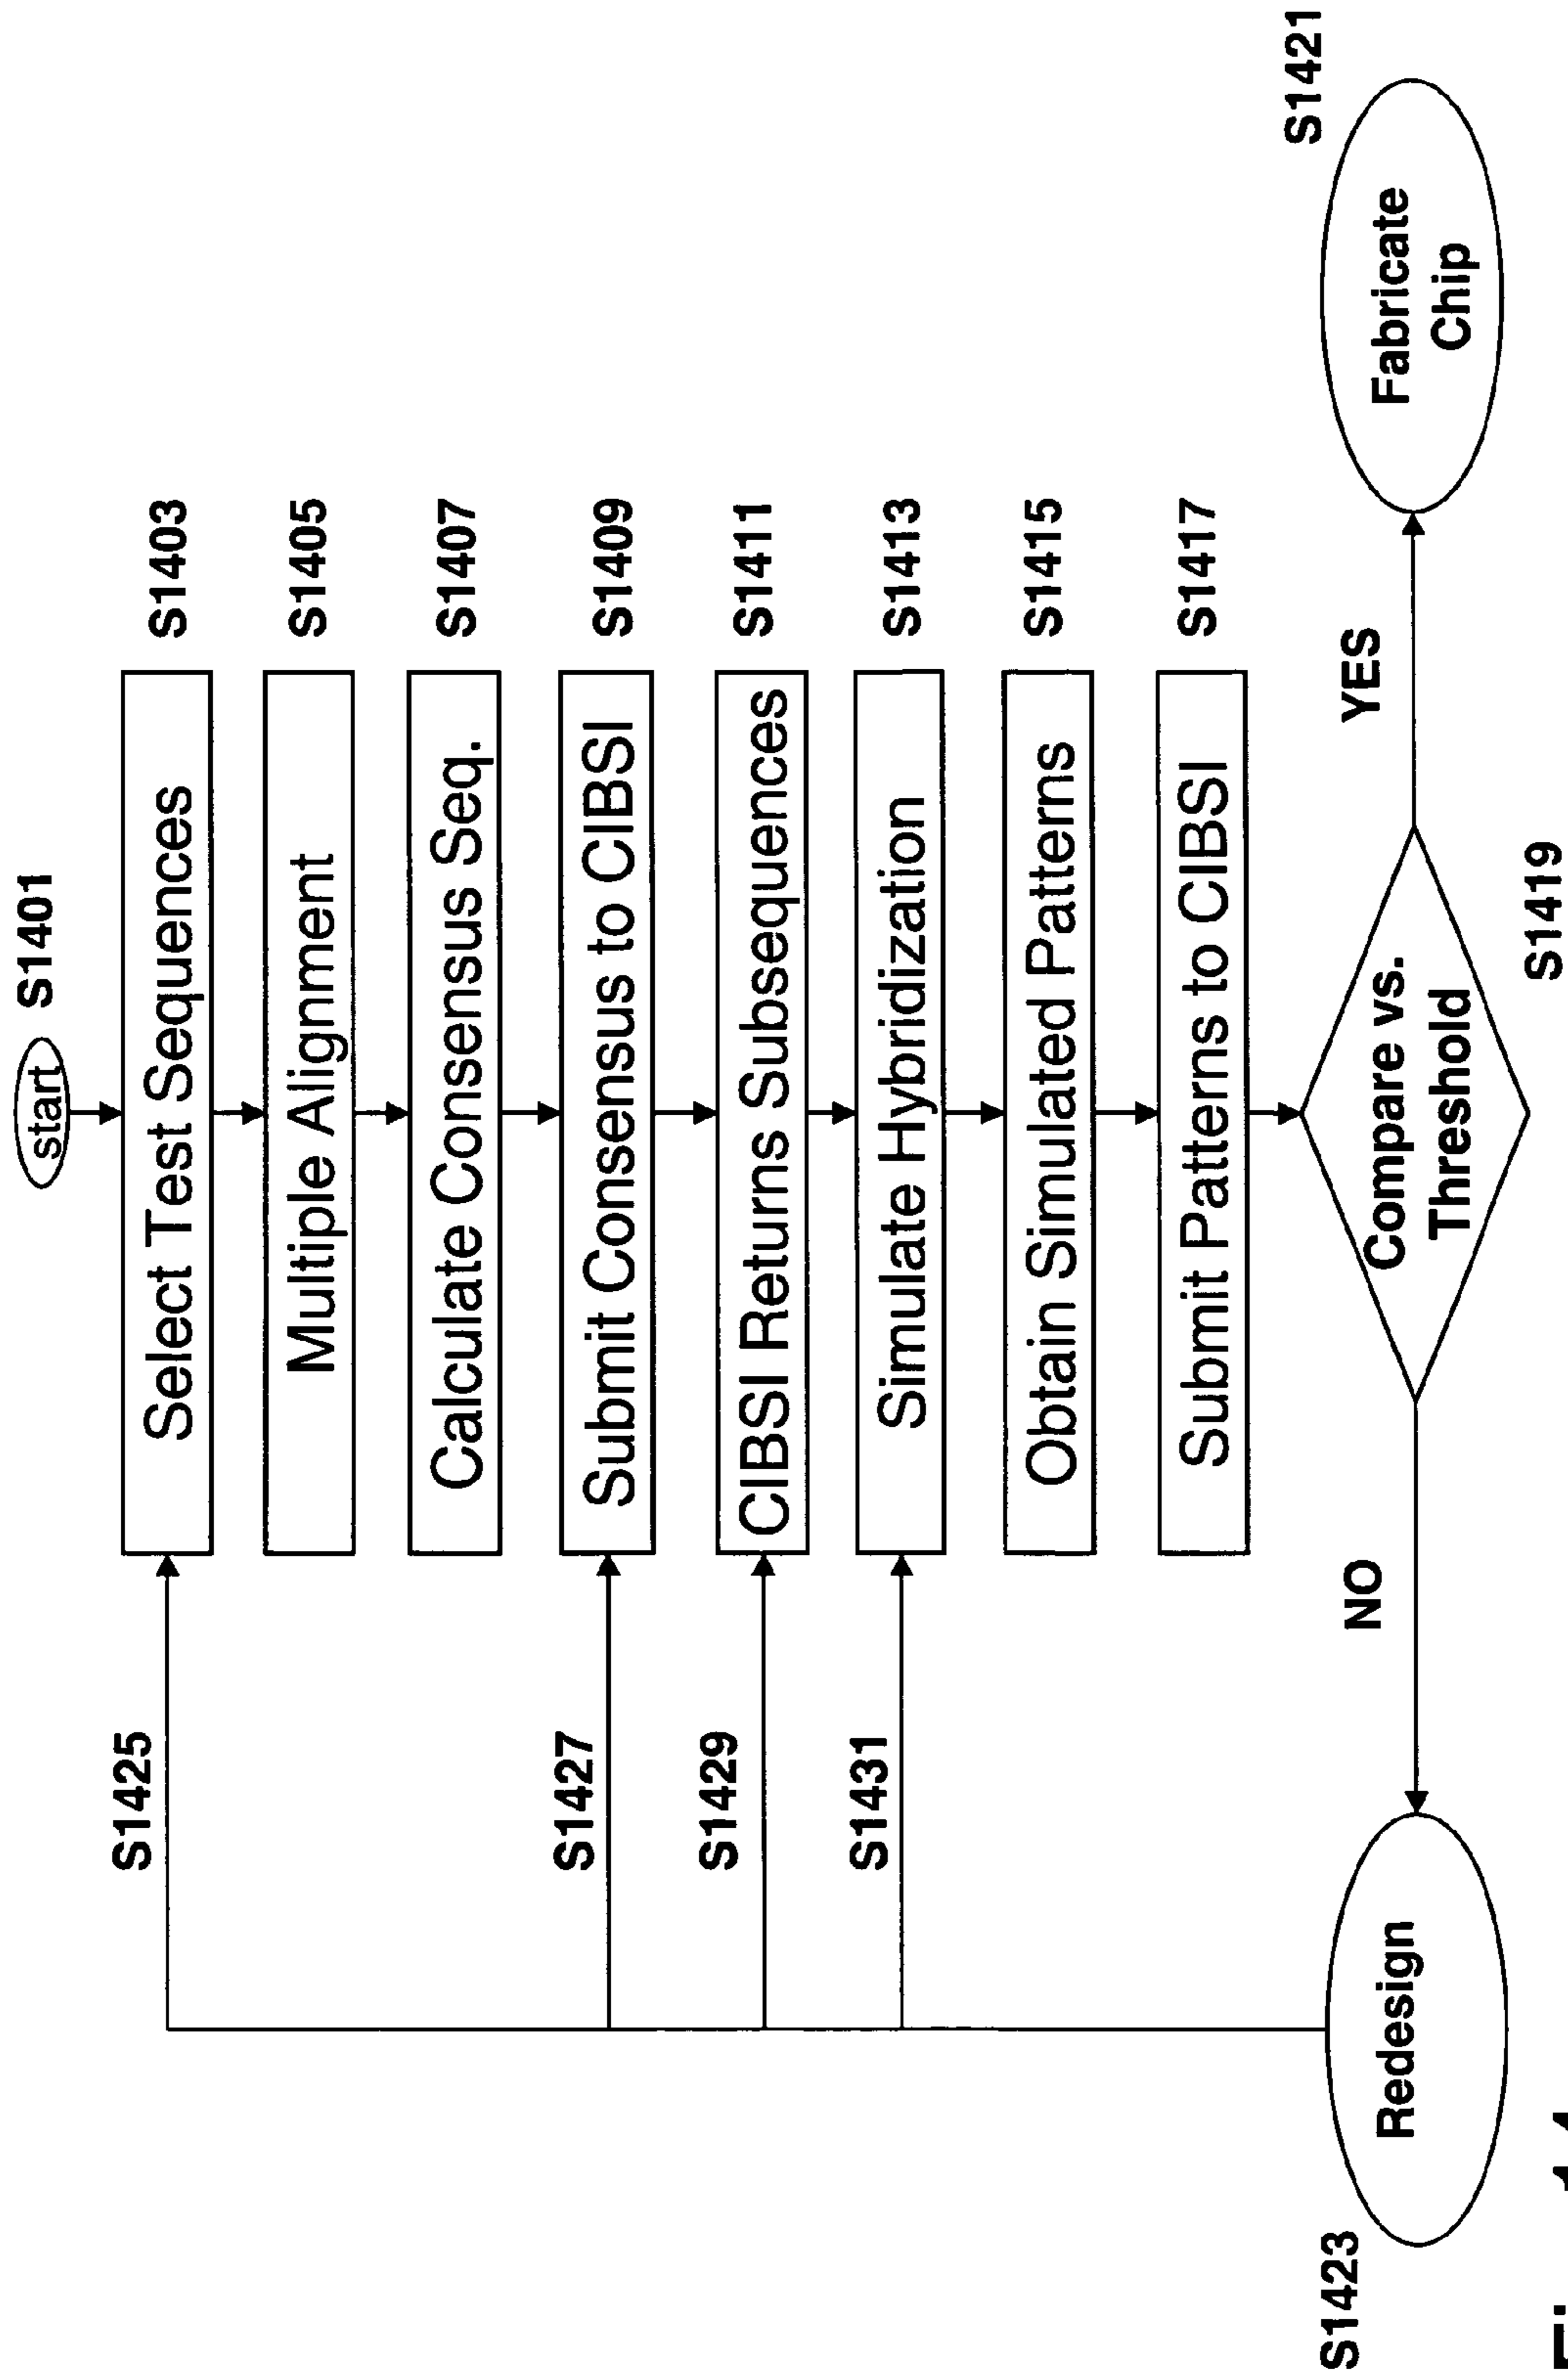 start S1401
Select Test Sequences S1403
Multiple Alignment S1405
Calculate Consensus Seq. S1407
Submit Consensus to CIBSI S1409
CIBSI Returns Subsequences S1411
Simulate Hybridization S1413
Obtain Simulated Patterns S1415
Submit Patterns to CIBSI S1417
Compare vs.
Threshold
S1419
YES
Fabricate
Chip
S1421
NO
Redesign
S1423
S1425
S1427
S1429
S1431